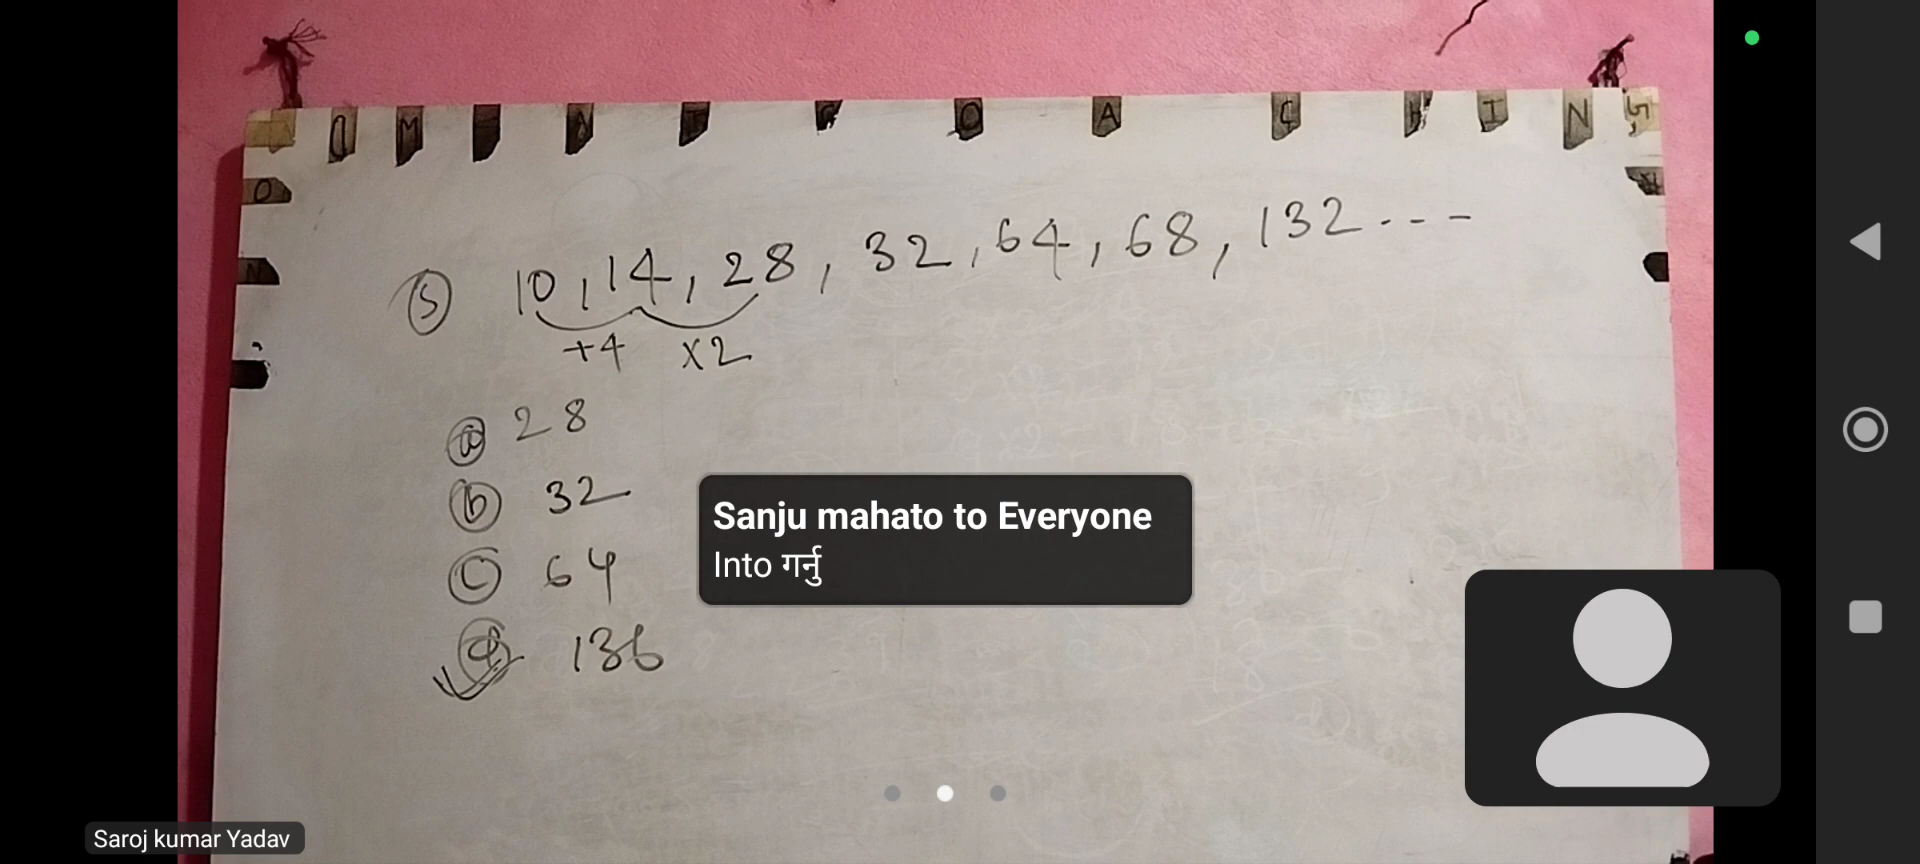 5 10, 14, 28, 32, 64, 68, 132---
+4 x2
a 28
b 32
c 64
d 136
Sanju mahato to Everyone
Into गर्नु
Saroj kumar Yadav